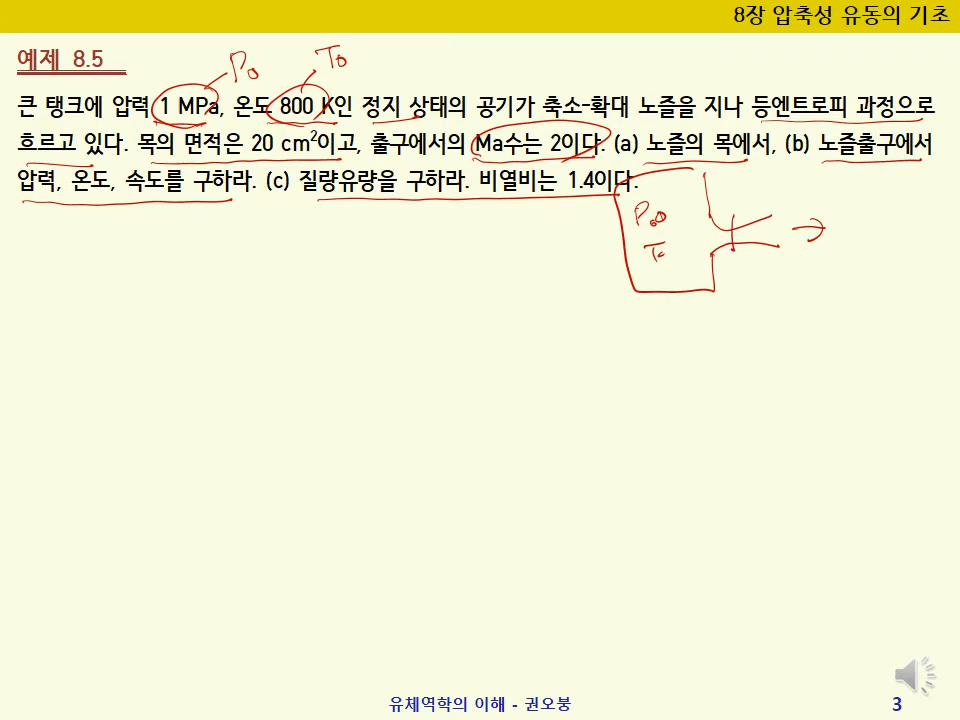 8장 압축성 유동의 기초
예제 8.5
P₀
T₀
큰 탱크에 압력 1 MPa, 온도 800 K인 정지 상태의 공기가 축소-확대 노즐을 지나 등엔트로피 과정으로
흐르고 있다. 목의 면적은 20 cm²이고, 출구에서의 Ma수는 2이다. (a) 노즐의 목에서, (b) 노즐출구에서
압력, 온도, 속도를 구하라. (c) 질량유량을 구하라. 비열비는 1.4이다.
유체역학의 이해 - 권오붕
3